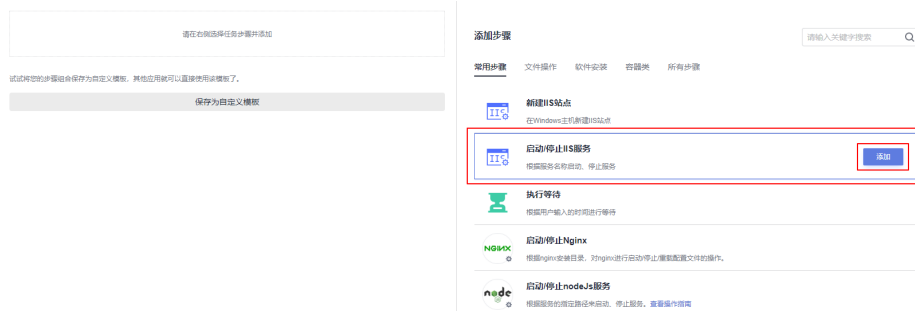 请在右侧选择任务步骤并添加
试试将您的步骤组合保存为自定义模板，其他应用就可以直接使用该模板了。
保存为自定义模板
添加步骤
请输入关键字搜索
常用步骤 文件操作 软件安装 容器类 所有步骤
新建IIS站点
在Windows主机新建IIS站点
启动/停止IIS服务
根据服务名称启动、停止服务
添加
执行等待
根据用户输入的时间进行等待
启动/停止Nginx
根据nginx安装目录，对nginx进行启动/停止/重载配置文件的操作。
启动/停止nodeJs服务
根据服务的指定路径来启动、停止服务。查看操作指南
IIS
IIS
NGINX
node